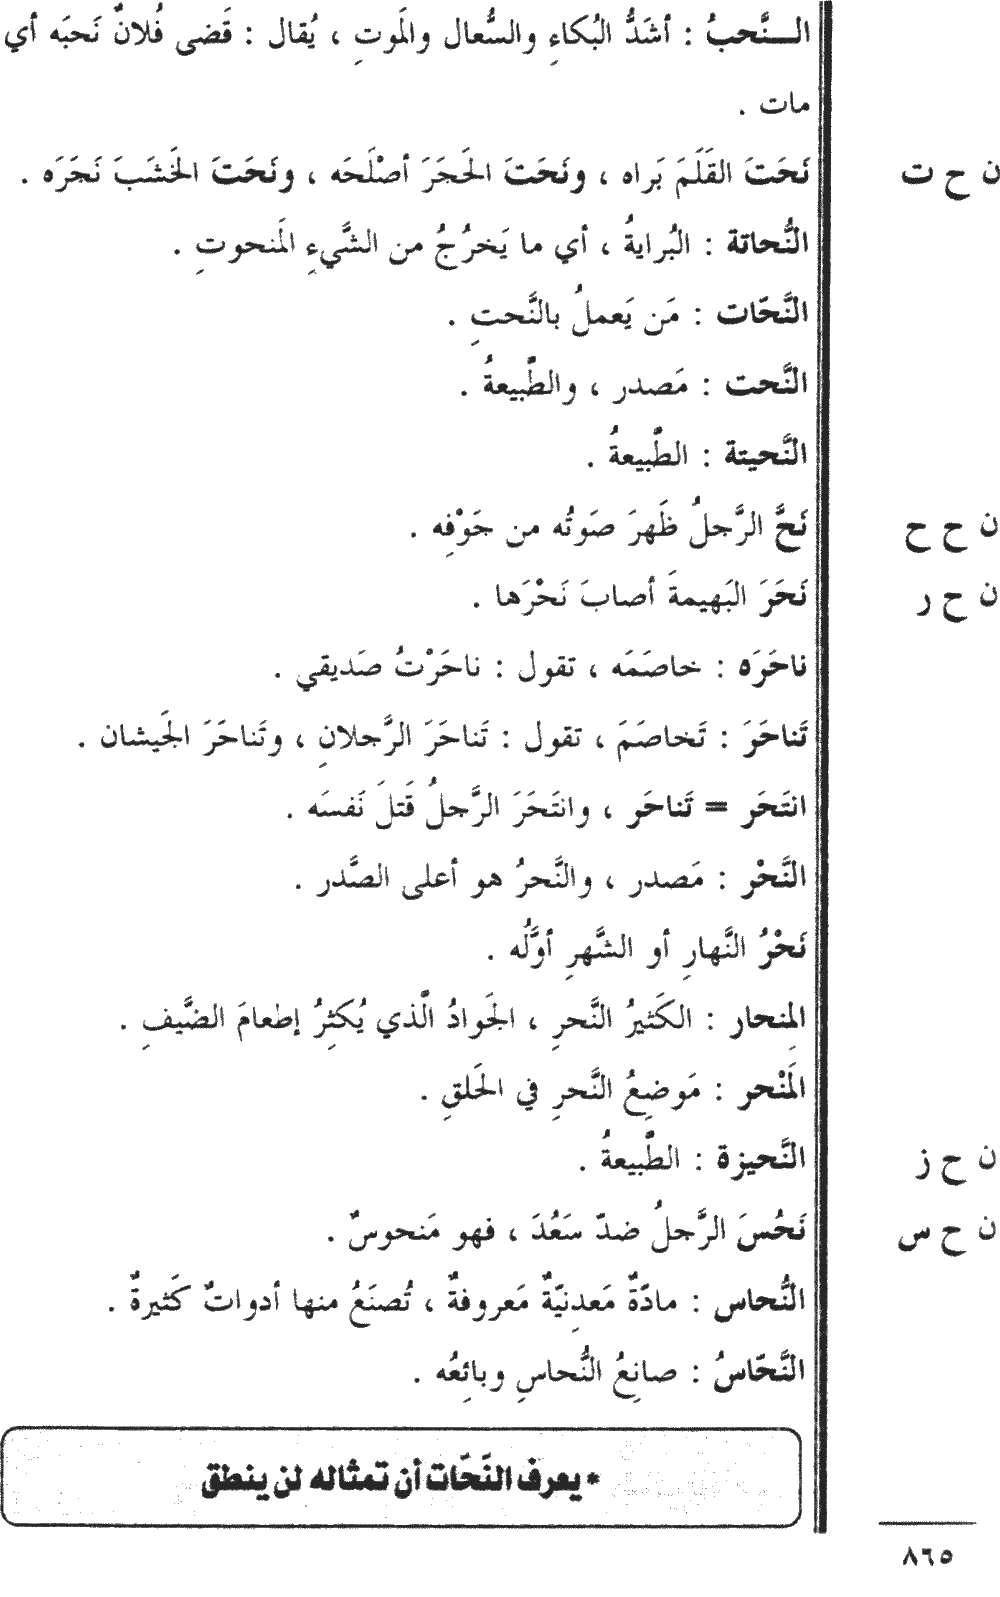 النَّحبُ : أشَدُّ البُكاءِ والسُّعال والمَوتِ ، يُقال : قَضى فُلانٌ نَحبَه أي
مات .
ن ح ت نَحَتَ القَلَمَ بَراه ، ونَحَتَ الحَجَرَ أصْلَحَه ، ونَحَتَ الخَشَبَ نَجَرَه .
النُّحاتة : البُرايةُ ، أي ما يَخرُجُ من الشَّيءِ المَنحوتِ .
النَّحّات : مَن يَعملُ بالنَّحتِ .
النَّحت : مَصدر ، والطَّبيعةُ .
النَّحيتة : الطَّبيعةُ .
ن ح ح نَحَّ الرَّجلُ ظَهرَ صَوتُه من جَوْفِه .
ن ح ر نَحَرَ البَهيمةَ أصابَ نَحْرَها .
ناحَرَه : خاصَمَه ، تقول : ناحَرْتُ صَديقي .
تَناحَرَ : تَخاصَمَ ، تقول : تَناحَرَ الرَّجلانِ ، وتَناحَرَ الجَيشان .
انتَحَر = تَناحَر ، وانتَحَرَ الرَّجلُ قَتلَ نَفسَه .
النَّحْر : مَصدر ، والنَّحرُ هو أعلى الصَّدر .
نَحْرُ النَّهارِ أو الشَّهرِ أوَّلُه .
المِنحار : الكَثيرُ النَّحرِ ، الجَوادُ الّذي يُكثِرُ إطعامَ الضَّيفِ .
المَنْحر : مَوضِعُ النَّحرِ في الحَلقِ .
ن ح ز النَّحيزة : الطَّبيعةُ .
ن ح س نَحُسَ الرَّجلُ ضدّ سَعُدَ ، فهو مَنحوسٌ .
النُّحاس : مادّةٌ مَعدِنيّةٌ مَعروفةٌ ، تُصنَعُ منها أدواتٌ كَثيرةٌ .
النَّحّاسُ : صانِعُ النُّحاسِ وبائِعُه .
* يعرف النّحّات أن تمثاله لن ينطق
٨٦٥